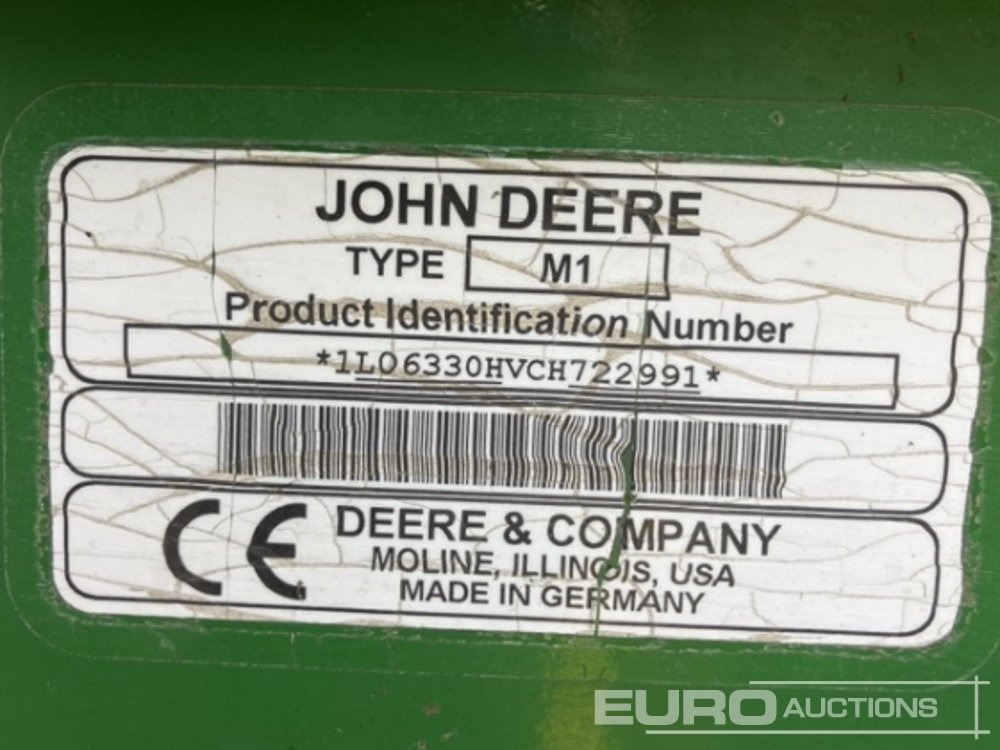 JOHN DEERE
TYPE M1
Product Identification Number
*1L06330HVCH722991*
CE DEERE & COMPANY
MOLINE, ILLINOIS, USA
MADE IN GERMANY
EURO AUCTIONS